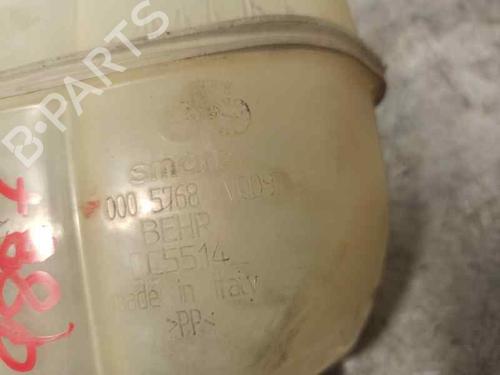 B-PARTS
smart
000 5768 V009
BEHR
CC5514
made in Italy
>PP<